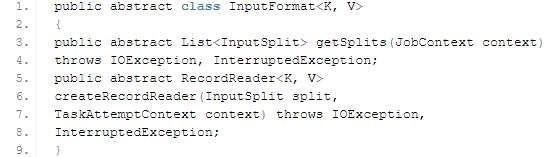 1. public abstract class InputFormat<K, V>
2. {
3. public abstract List<InputSplit> getSplits(JobContext context)
4. throws IOException, InterruptedException;
5. public abstract RecordReader<K, V>
6. createRecordReader(InputSplit split,
7. TaskAttemptContext context) throws IOException,
8. InterruptedException;
9. }